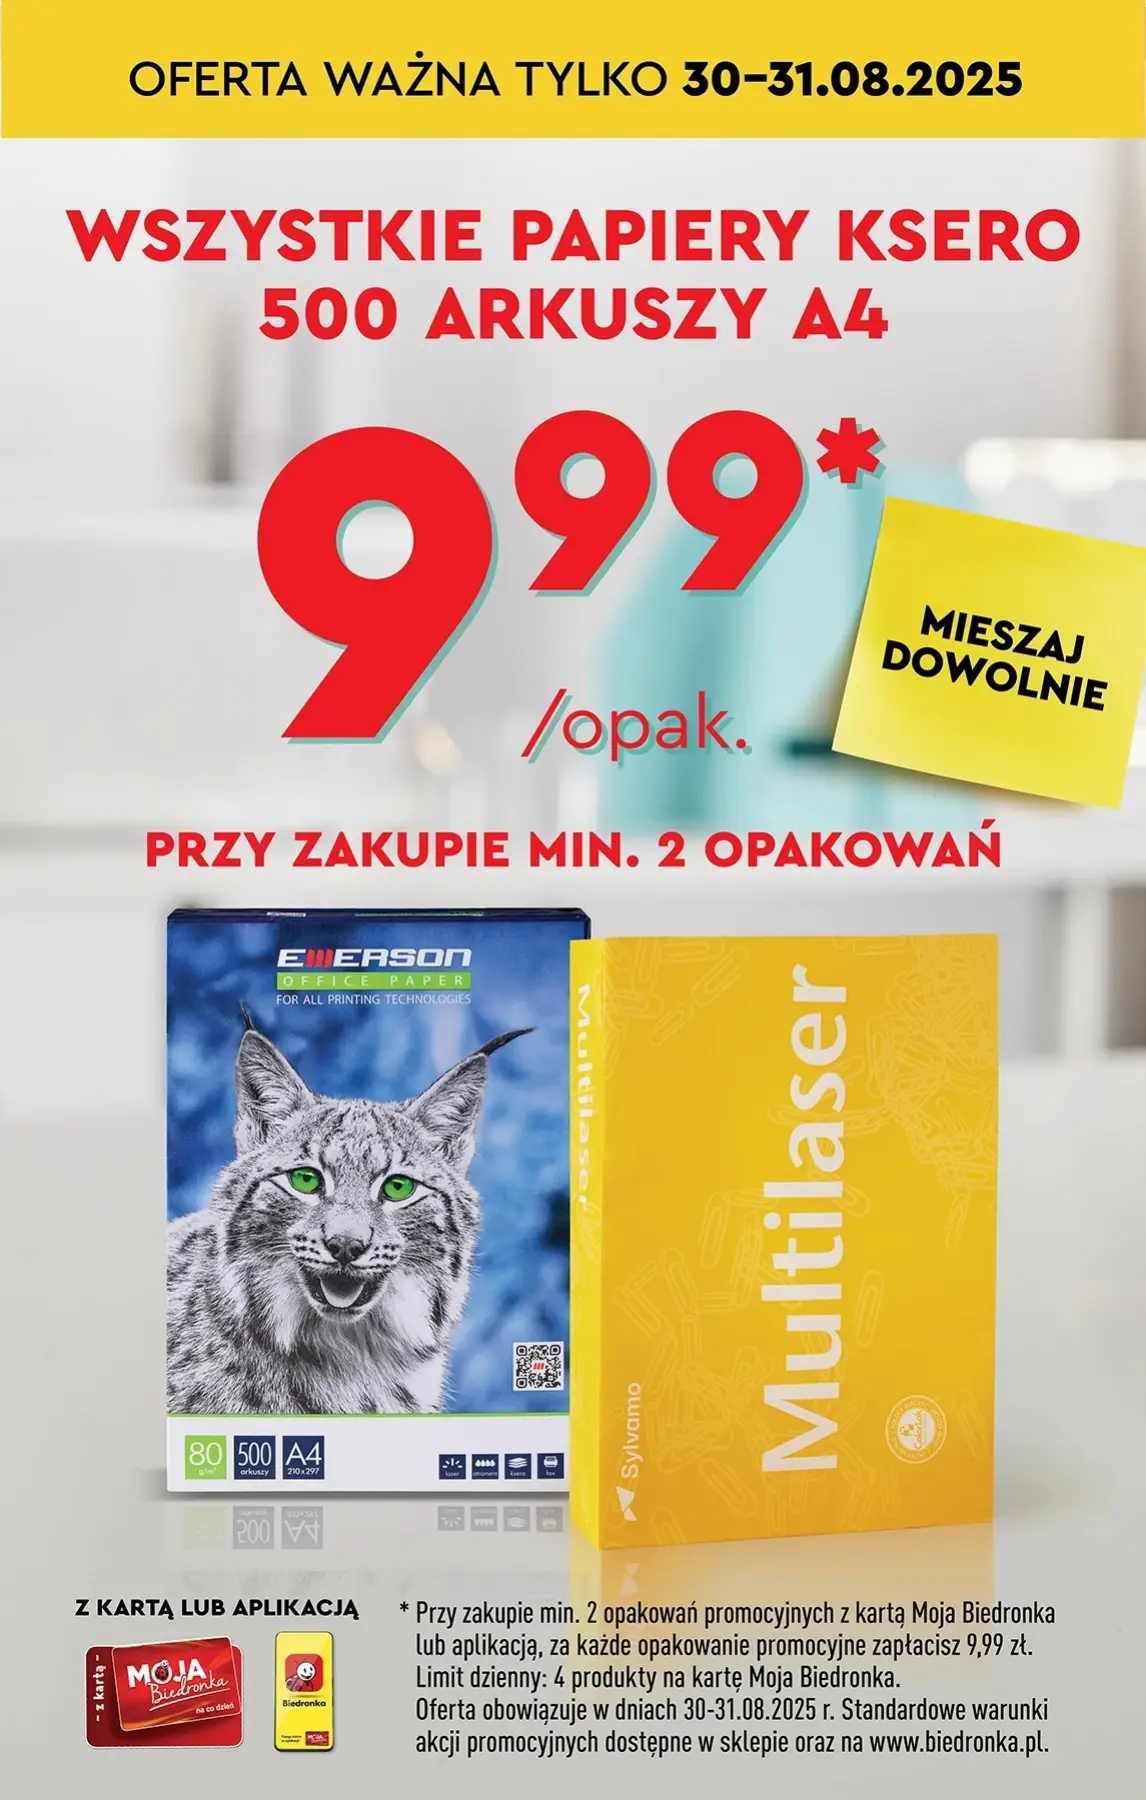 OFERTA WAŻNA TYLKO 30–31.08.2025
WSZYSTKIE PAPIERY KSERO
500 ARKUSZY A4
9 99*
/opak.
MIESZAJ
DOWOLNIE
PRZY ZAKUPIE MIN. 2 OPAKOWAŃ
EMERSON
OFFICE PAPER
FOR ALL PRINTING TECHNOLOGIES
80
g/m²
500
arkuszy
A4
210x297
laser
atrament
ksero
fax
Multilaser
Multilaser
Sylvamo
ColorLok
Z KARTĄ LUB APLIKACJĄ
- z kartą -
MOJA
Biedronka
na co dzień
Biedronka
* Przy zakupie min. 2 opakowań promocyjnych z kartą Moja Biedronka
lub aplikacją, za każde opakowanie promocyjne zapłacisz 9,99 zł.
Limit dzienny: 4 produkty na kartę Moja Biedronka.
Oferta obowiązuje w dniach 30-31.08.2025 r. Standardowe warunki
akcji promocyjnych dostępne w sklepie oraz na www.biedronka.pl.